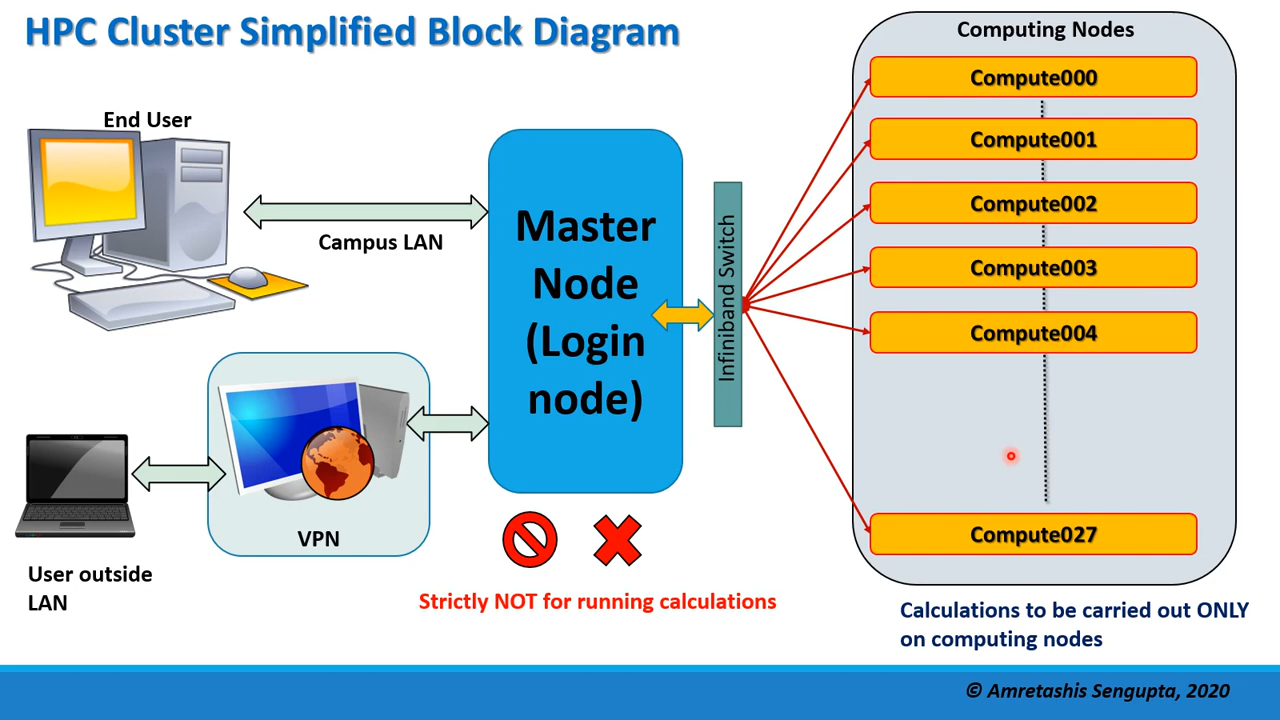 HPC Cluster Simplified Block Diagram
End User
Campus LAN
User outside
LAN
VPN
Master
Node
(Login
node)
Strictly NOT for running calculations
Infiniband Switch
Computing Nodes
Compute000
Compute001
Compute002
Compute003
Compute004
Compute027
Calculations to be carried out ONLY
on computing nodes
© Amretashis Sengupta, 2020